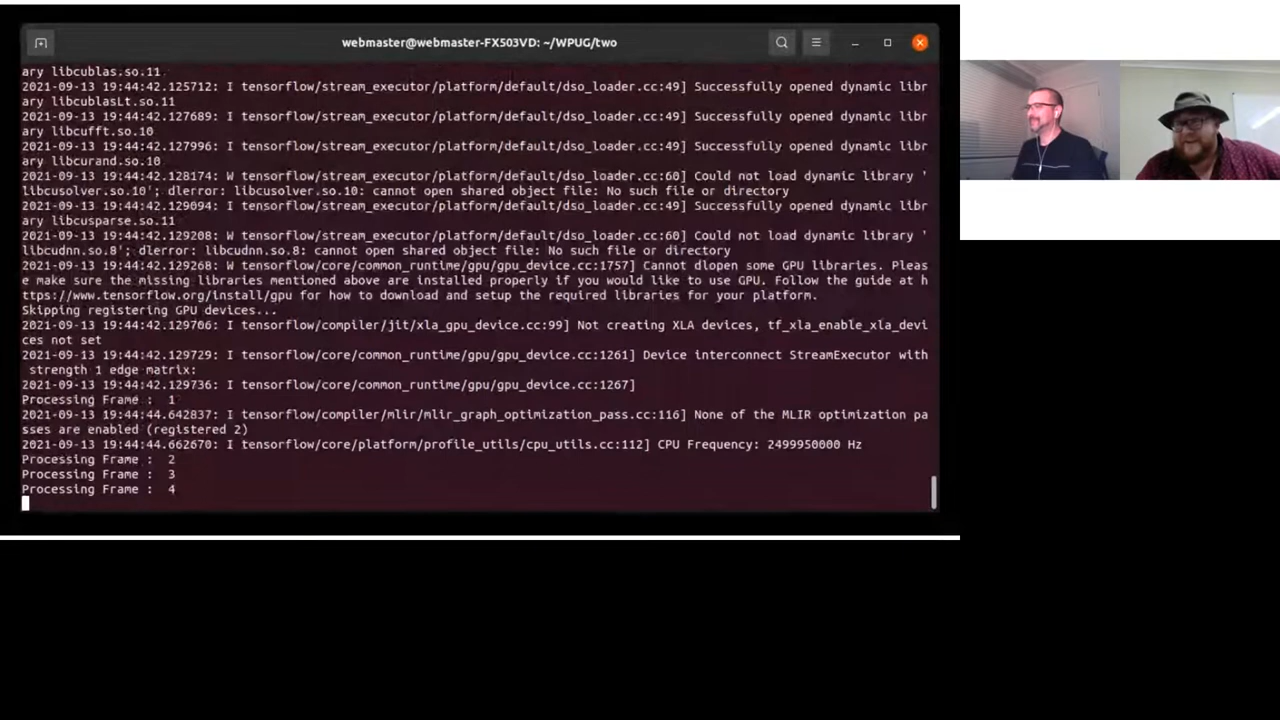 webmaster@webmaster-FX503VD: ~/WPUG/two
ary libcublas.so.11
2021-09-13 19:44:42.125712: I tensorflow/stream_executor/platform/default/dso_loader.cc:49] Successfully opened dynamic libr
ary libcublasLt.so.11
2021-09-13 19:44:42.127689: I tensorflow/stream_executor/platform/default/dso_loader.cc:49] Successfully opened dynamic libr
ary libcufft.so.10
2021-09-13 19:44:42.127996: I tensorflow/stream_executor/platform/default/dso_loader.cc:49] Successfully opened dynamic libr
ary libcurand.so.10
2021-09-13 19:44:42.128174: W tensorflow/stream_executor/platform/default/dso_loader.cc:60] Could not load dynamic library '
libcusolver.so.10'; dlerror: libcusolver.so.10: cannot open shared object file: No such file or directory
2021-09-13 19:44:42.129094: I tensorflow/stream_executor/platform/default/dso_loader.cc:49] Successfully opened dynamic libr
ary libcusparse.so.11
2021-09-13 19:44:42.129208: W tensorflow/stream_executor/platform/default/dso_loader.cc:60] Could not load dynamic library '
libcudnn.so.8'; dlerror: libcudnn.so.8: cannot open shared object file: No such file or directory
2021-09-13 19:44:42.129268: W tensorflow/core/common_runtime/gpu/gpu_device.cc:1757] Cannot dlopen some GPU libraries. Pleas
e make sure the missing libraries mentioned above are installed properly if you would like to use GPU. Follow the guide at h
ttps://www.tensorflow.org/install/gpu for how to download and setup the required libraries for your platform.
Skipping registering GPU devices...
2021-09-13 19:44:42.129706: I tensorflow/compiler/jit/xla_gpu_device.cc:99] Not creating XLA devices, tf_xla_enable_xla_devi
ces not set
2021-09-13 19:44:42.129729: I tensorflow/core/common_runtime/gpu/gpu_device.cc:1261] Device interconnect StreamExecutor with
 strength 1 edge matrix:
2021-09-13 19:44:42.129736: I tensorflow/core/common_runtime/gpu/gpu_device.cc:1267]
Processing Frame :  1
2021-09-13 19:44:44.642837: I tensorflow/compiler/mlir/mlir_graph_optimization_pass.cc:116] None of the MLIR optimization pa
sses are enabled (registered 2)
2021-09-13 19:44:44.662670: I tensorflow/core/platform/profile_utils/cpu_utils.cc:112] CPU Frequency: 2499950000 Hz
Processing Frame :  2
Processing Frame :  3
Processing Frame :  4